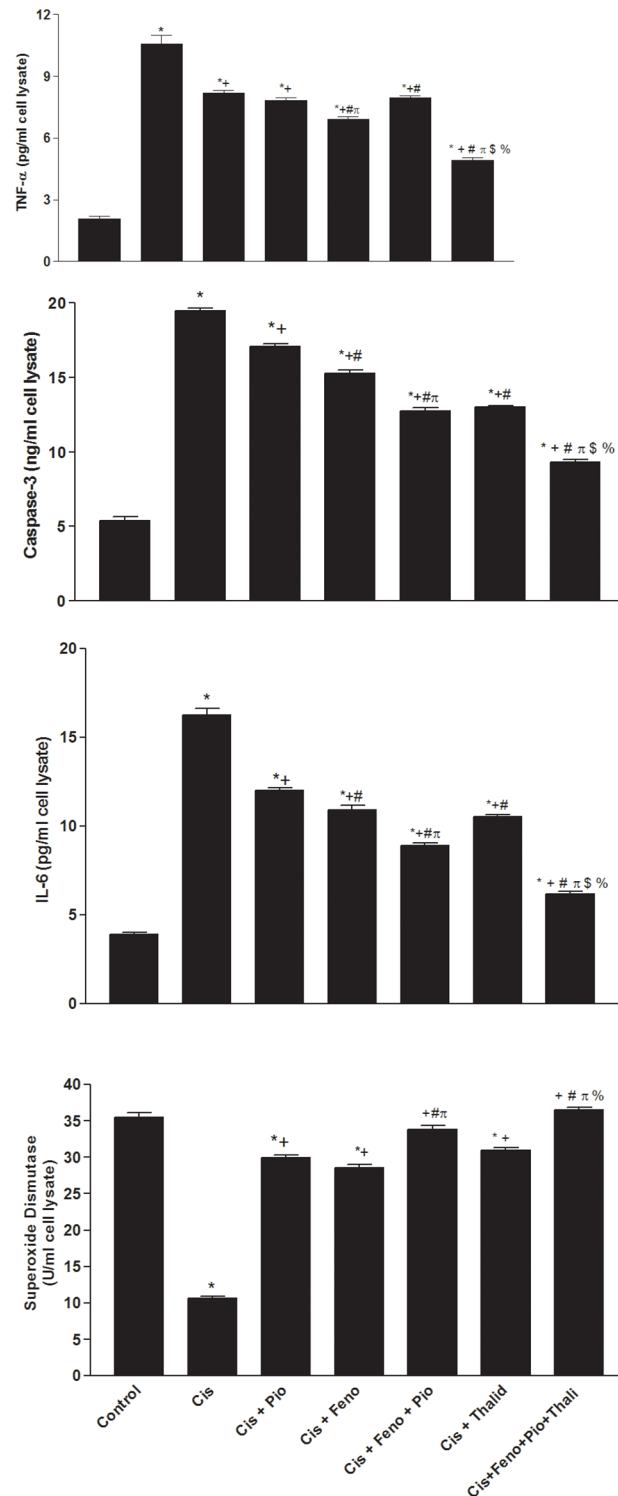 TNF-α (pg/ml cell lysate)
12
9
6
3
0
*
*+
*+
*+#π
*+#
* + # π $ %
Caspase-3 (ng/ml cell lysate)
20
15
10
5
0
*
*+
*+#
*+#π
*+#
* + # π $ %
IL-6 (pg/ml cell lysate)
20
15
10
5
0
*
*+
*+#
*+#π
*+#
* + # π $ %
Superoxide Dismutase
(U/ml cell lysate)
40
35
30
25
20
15
10
5
0
*
*+
*+
+#π
* +
+ # π %
Control
Cis
Cis + Pio
Cis + Feno
Cis + Feno + Pio
Cis + Thalid
Cis+Feno+Pio+Thali